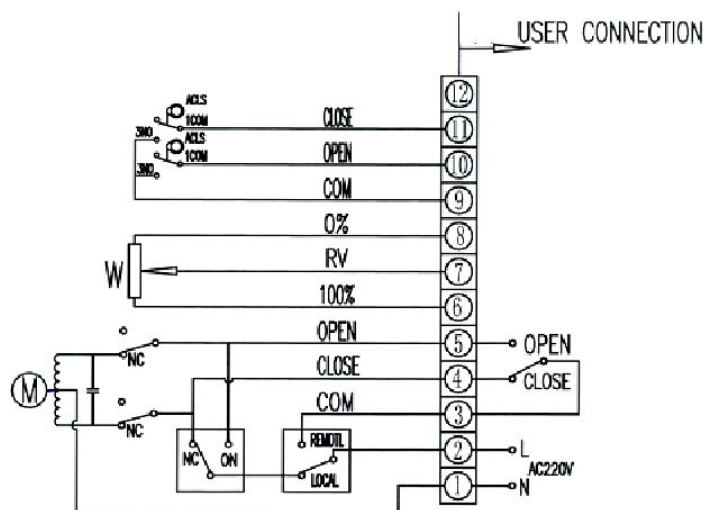 USER CONNECTION
12
ACLS
1COM
CLOSE
11
3NO
ACLS
1COM
OPEN
10
3NO
COM
9
0%
8
W
RV
7
100%
6
OPEN
5
OPEN
NC
CLOSE
4
CLOSE
M
COM
3
NC
NC
ON
REMDTL
2
L
LOCAL
AC220V
1
N